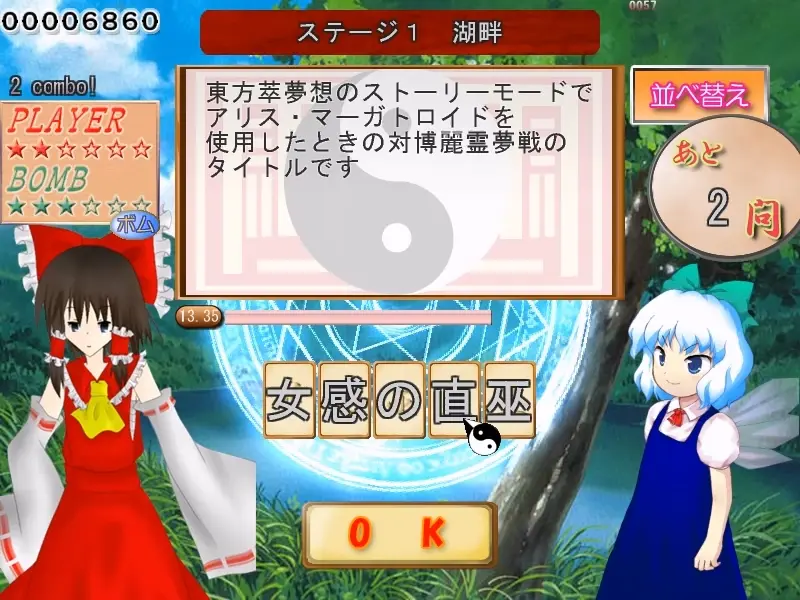 00006860
ステージ1 湖畔
0057
2 combo!
PLAYER
★★☆☆☆☆
BOMB
★★★☆☆☆
ボム
東方萃夢想のストーリーモードで
アリス・マーガトロイドを
使用したときの対博麗霊夢戦の
タイトルです
並べ替え
あと
2問
13.35
女感の直巫
OK